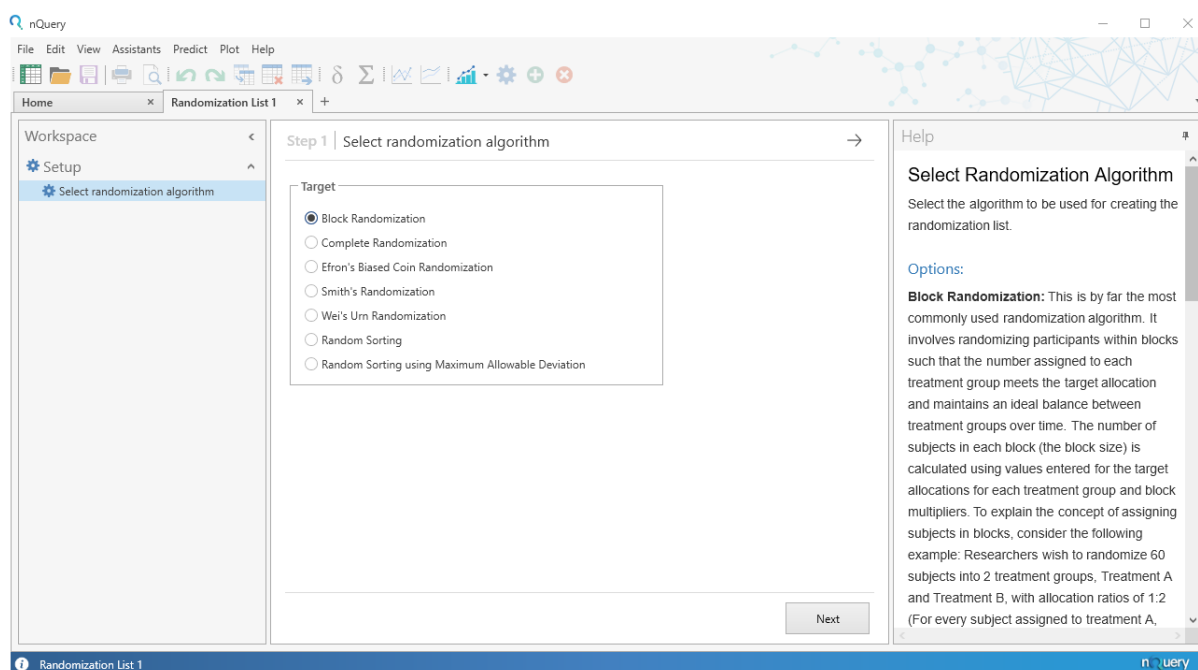 nQuery
File Edit View Assistants Predict Plot Help
Home × Randomization List 1 × +
Workspace
Setup
Select randomization algorithm
Step 1 | Select randomization algorithm
Target
Block Randomization
Complete Randomization
Efron's Biased Coin Randomization
Smith's Randomization
Wei's Urn Randomization
Random Sorting
Random Sorting using Maximum Allowable Deviation
Next
Help
Select Randomization Algorithm
Select the algorithm to be used for creating the
randomization list.
Options:
Block Randomization: This is by far the most
commonly used randomization algorithm. It
involves randomizing participants within blocks
such that the number assigned to each
treatment group meets the target allocation
and maintains an ideal balance between
treatment groups over time. The number of
subjects in each block (the block size) is
calculated using values entered for the target
allocations for each treatment group and block
multipliers. To explain the concept of assigning
subjects in blocks, consider the following
example: Researchers wish to randomize 60
subjects into 2 treatment groups, Treatment A
and Treatment B, with allocation ratios of 1:2
(For every subject assigned to treatment A,
Randomization List 1
nQuery